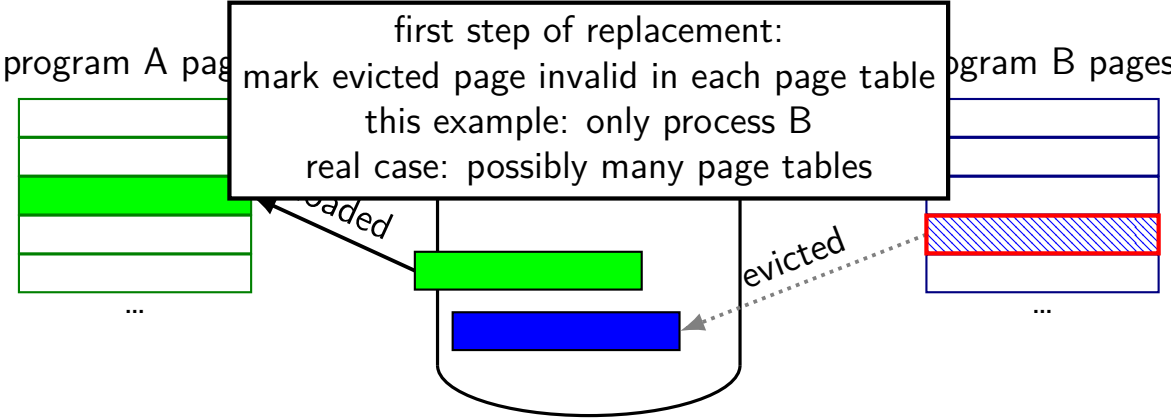 first step of replacement:
program A pag
mark evicted page invalid in each page table
ogram B pages
this example: only process B
real case: possibly many page tables
loaded
evicted
...
...